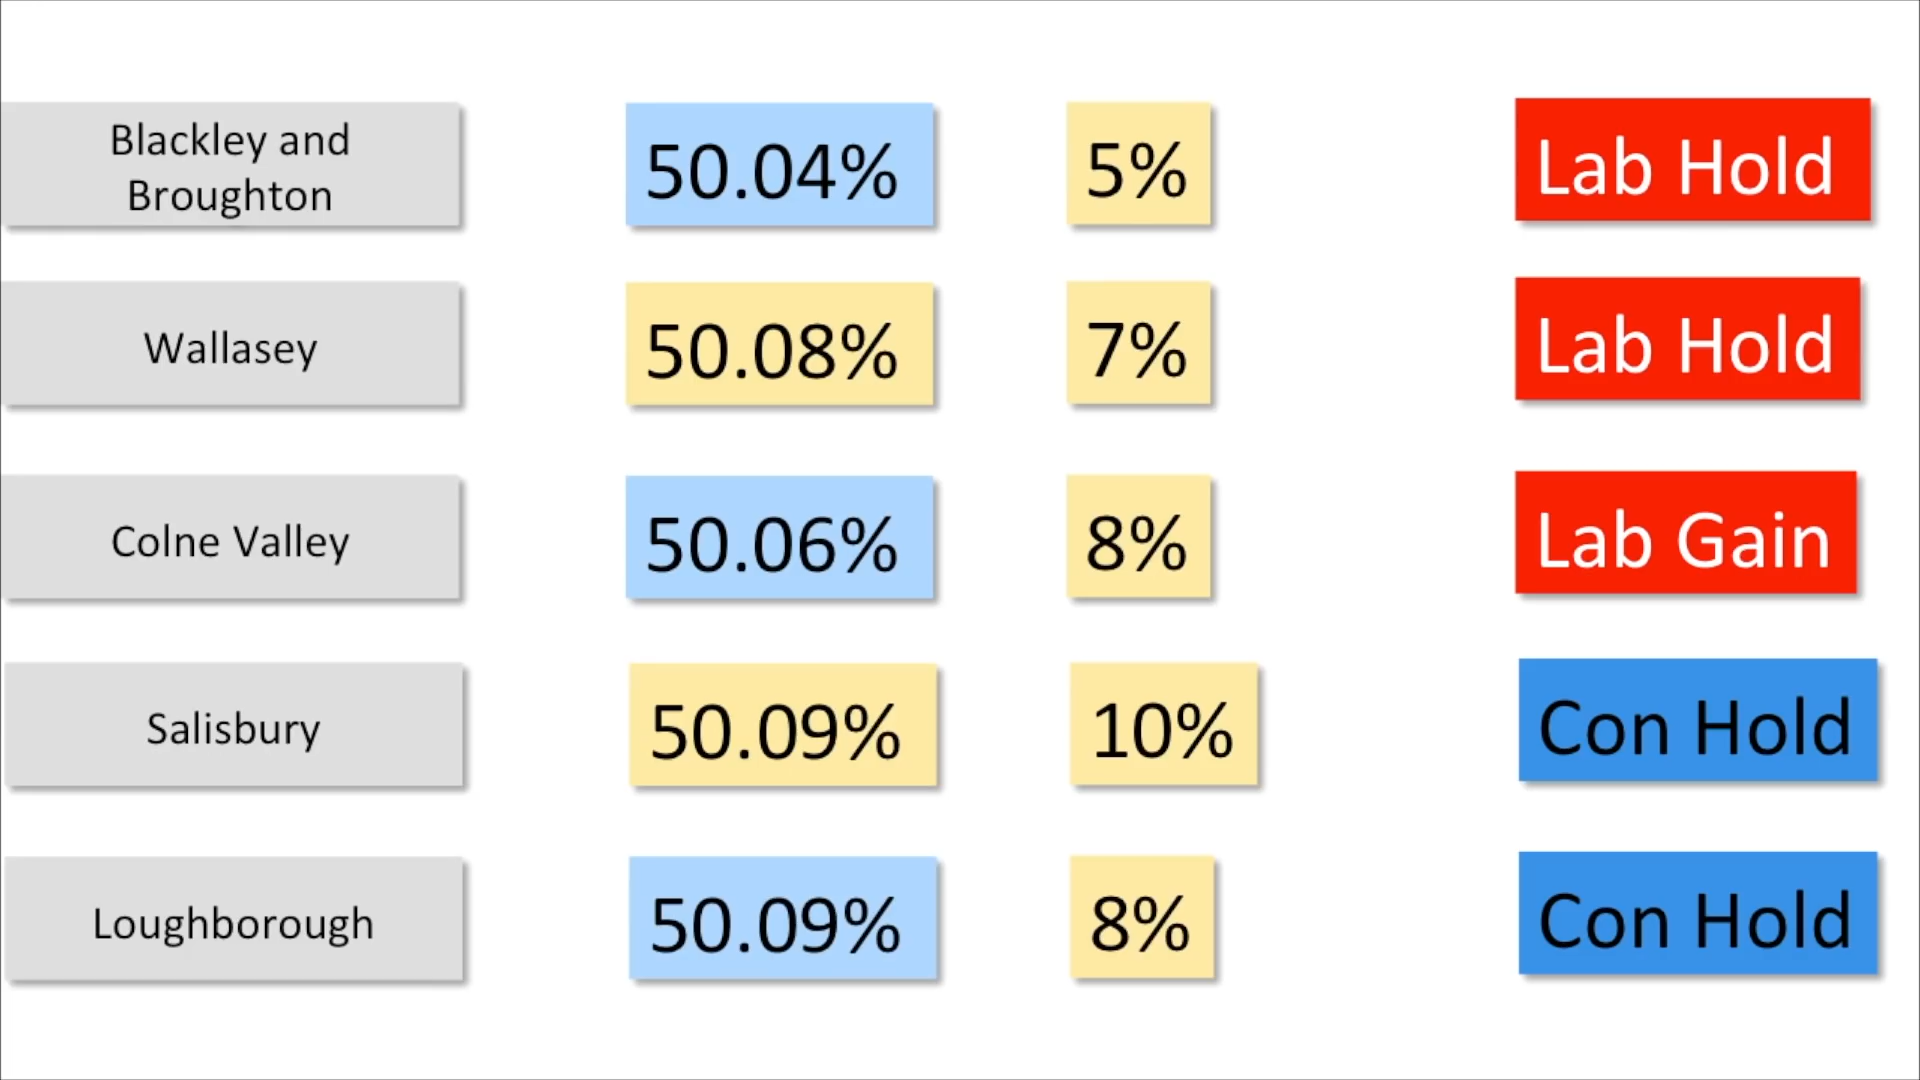 Blackley and
Broughton
50.04%
5%
Lab Hold
Wallasey
50.08%
7%
Lab Hold
Colne Valley
50.06%
8%
Lab Gain
Salisbury
50.09%
10%
Con Hold
Loughborough
50.09%
8%
Con Hold